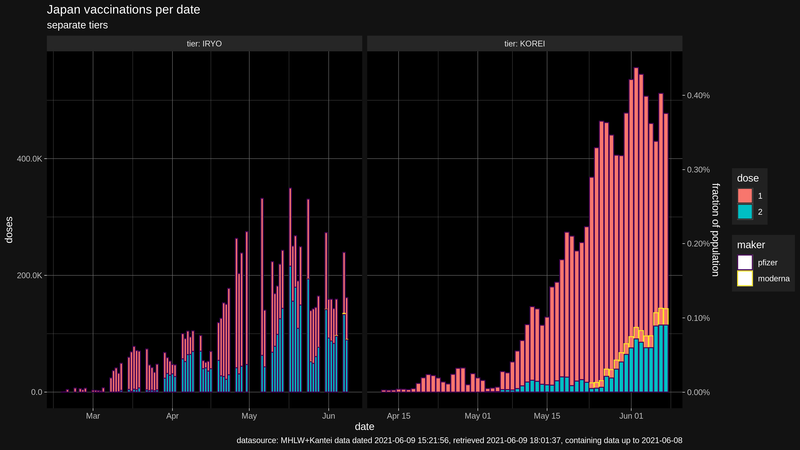 Japan vaccinations per date
separate tiers
tier: IRYO
tier: KOREI
doses
400.0K
200.0K
0.0
Mar
Apr
May
Jun
Apr 15
May 01
May 15
Jun 01
date
0.40%
0.30%
0.20%
0.10%
0.00%
fraction of population
dose
1
2
maker
pfizer
moderna
datasource: MHLW+Kantei data dated 2021-06-09 15:21:56, retrieved 2021-06-09 18:01:37, containing data up to 2021-06-08